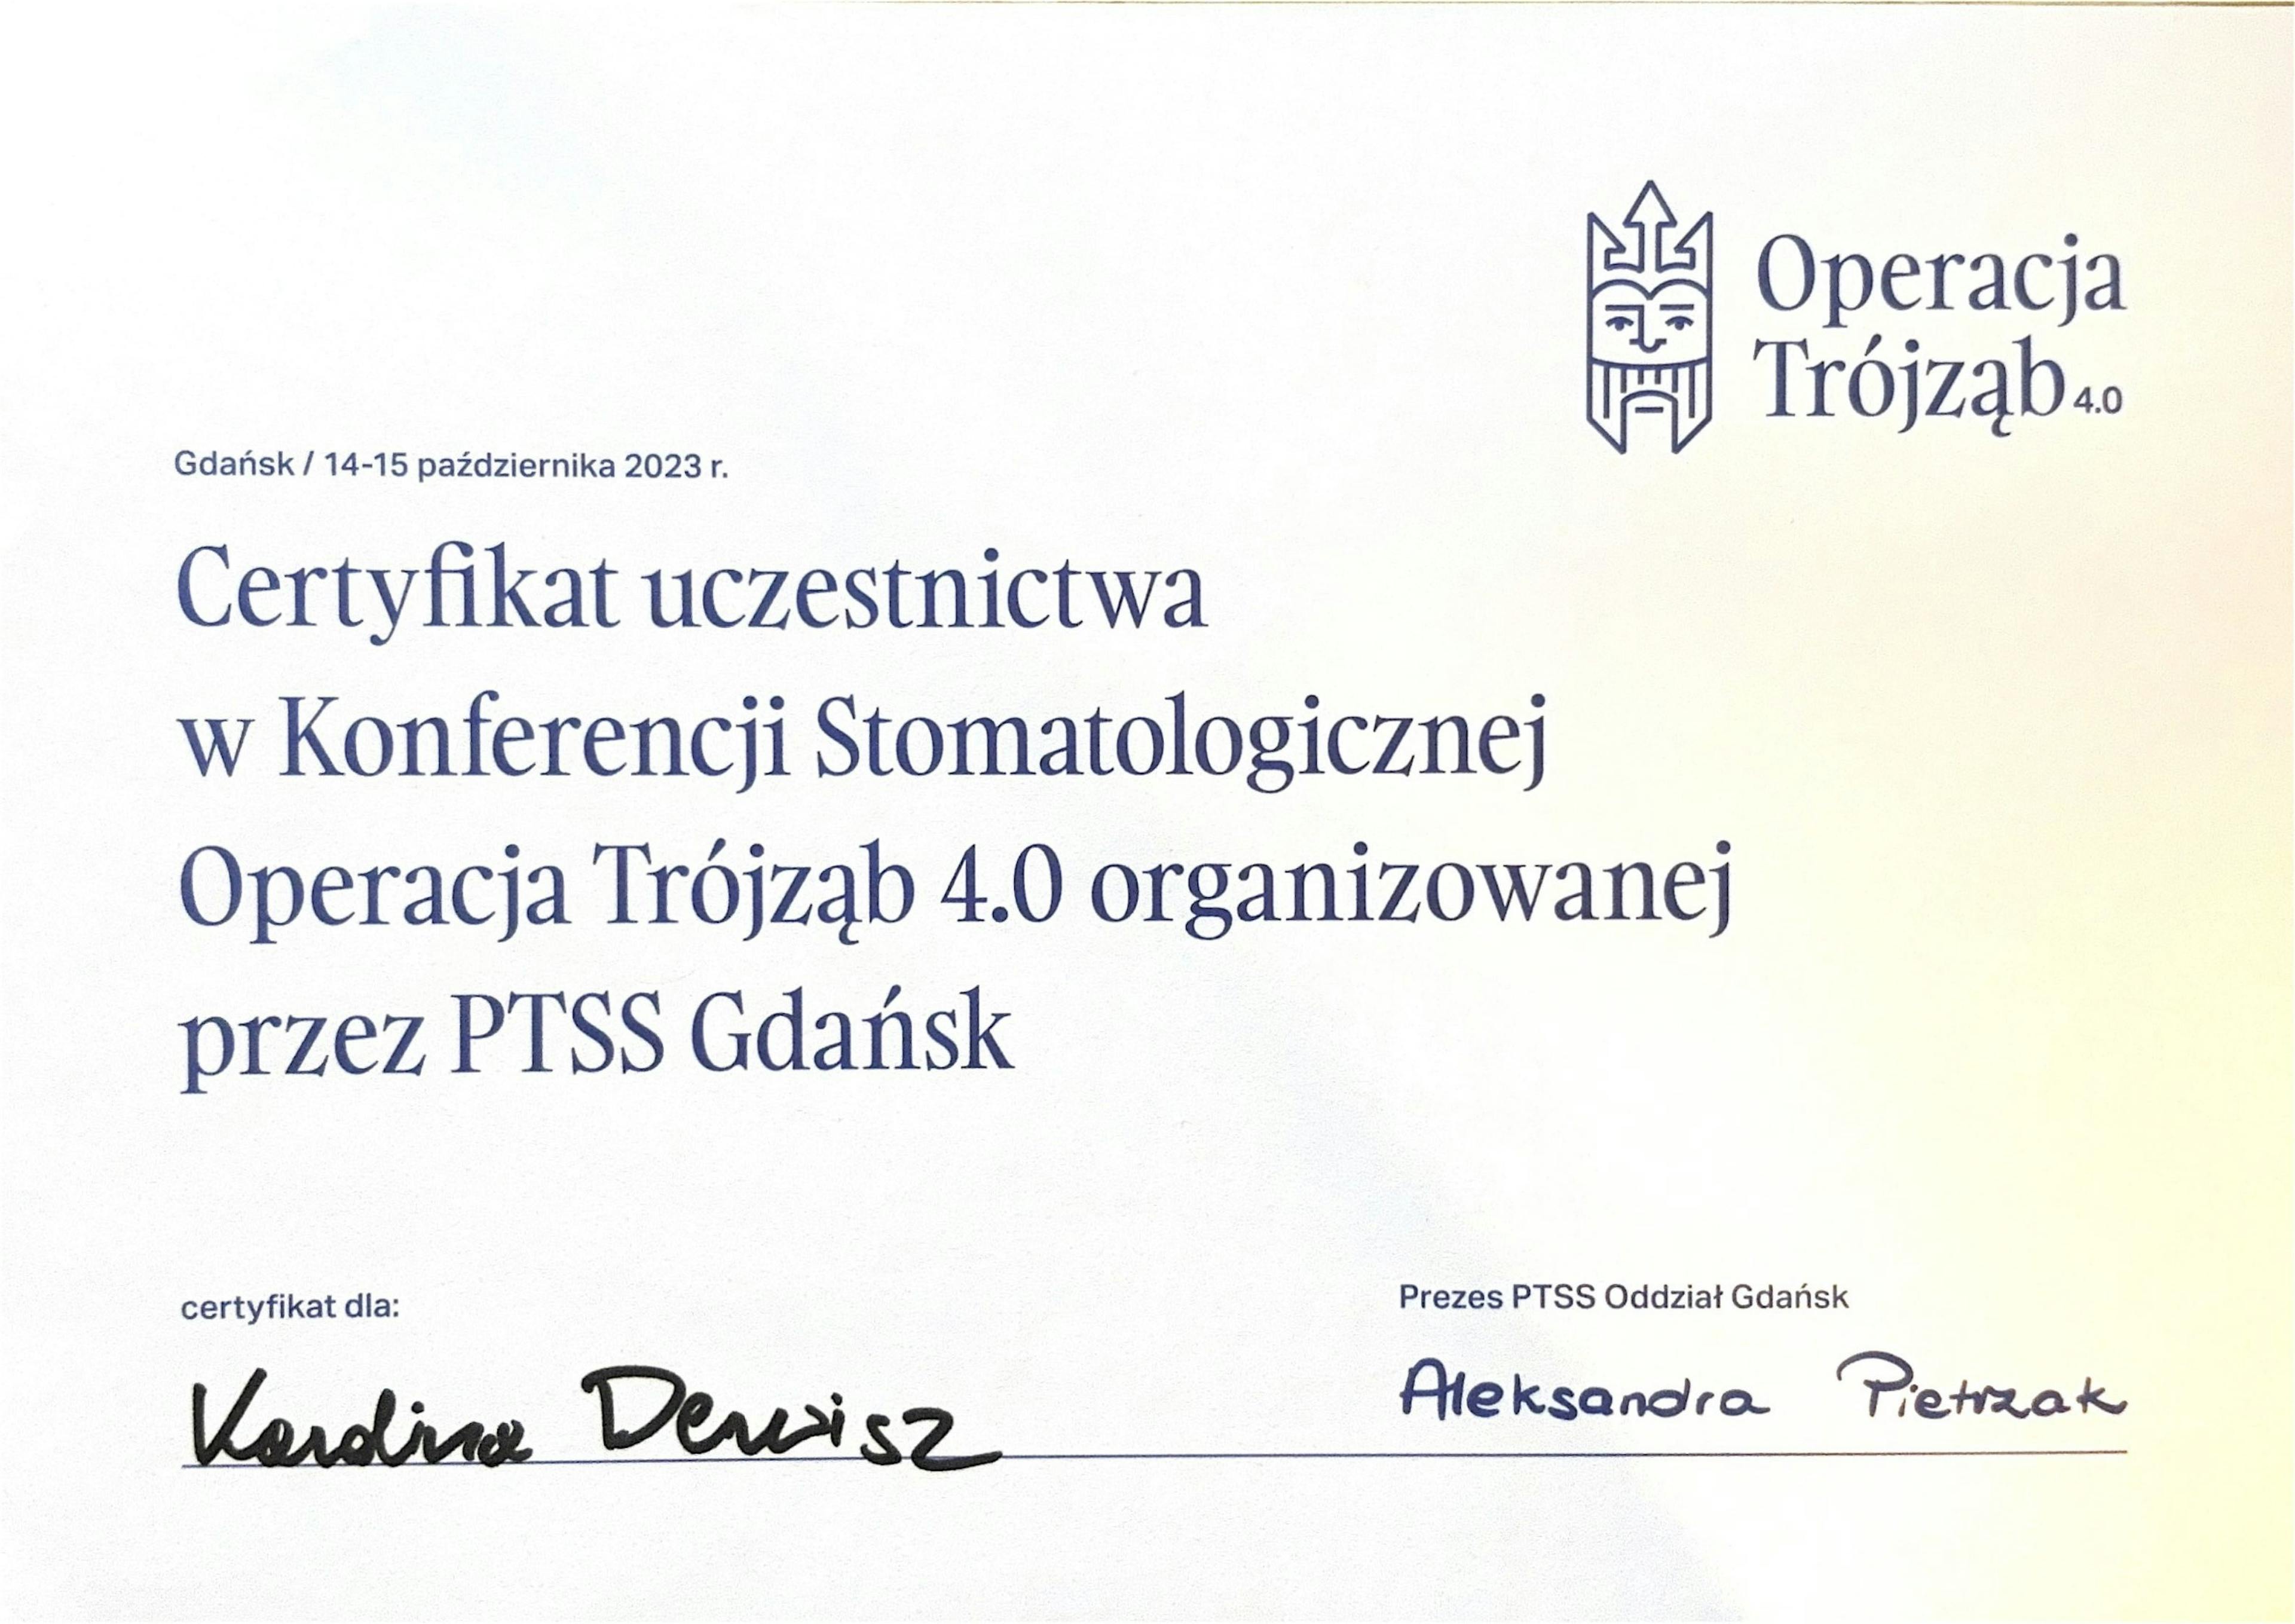 Operacja
Trójząb 4.0
Gdańsk / 14-15 października 2023 r.
Certyfikat uczestnictwa
w Konferencji Stomatologicznej
Operacja Trójząb 4.0 organizowanej
przez PTSS Gdańsk
certyfikat dla:
Karolina Derwisz
Prezes PTSS Oddział Gdańsk
Aleksandra Pietrzak